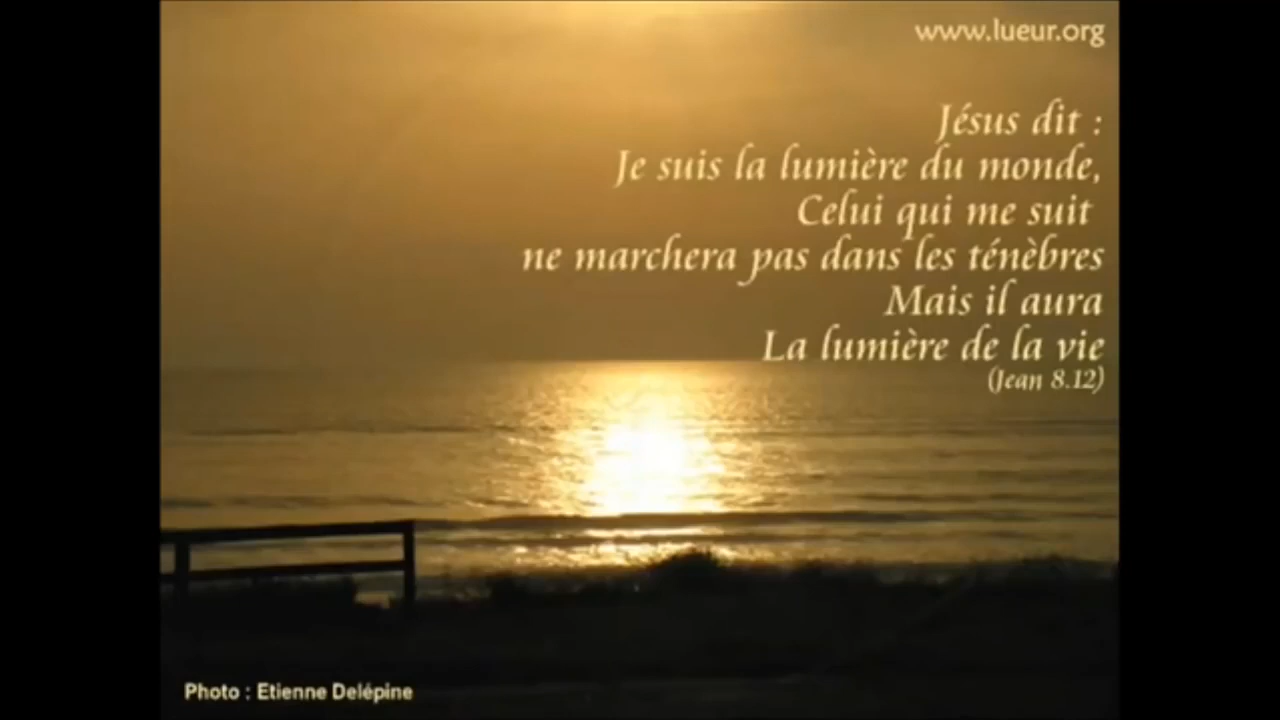 www.lueur.org
Jésus dit :
Je suis la lumière du monde,
Celui qui me suit
ne marchera pas dans les ténèbres
Mais il aura
La lumière de la vie
(Jean 8.12)
Photo : Etienne Delépine